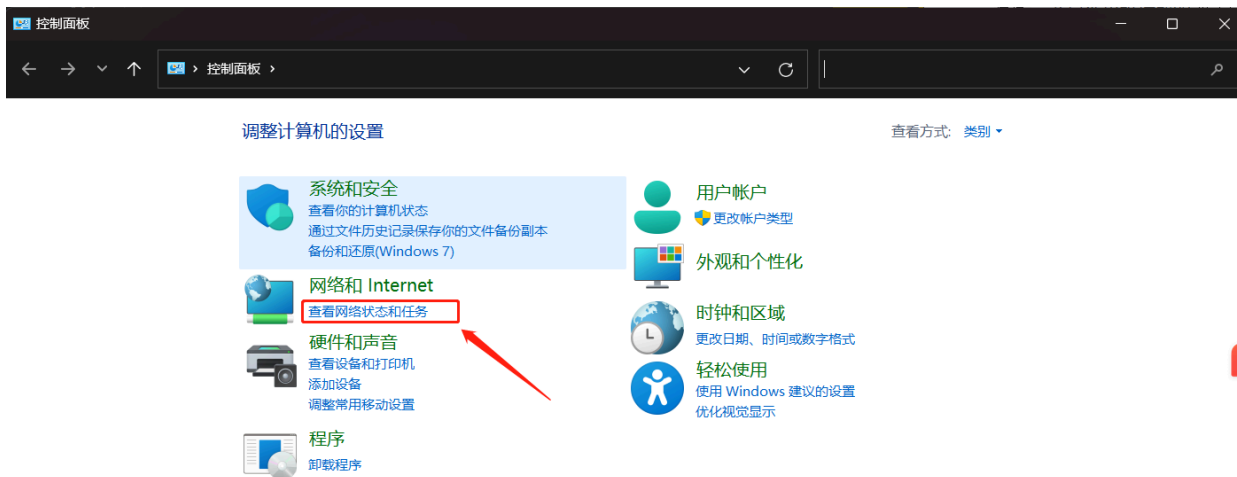 控制面板
控制面板
调整计算机的设置
查看方式: 类别
系统和安全
查看你的计算机状态
通过文件历史记录保存你的文件备份副本
备份和还原(Windows 7)
网络和 Internet
查看网络状态和任务
硬件和声音
查看设备和打印机
添加设备
调整常用移动设置
程序
卸载程序
用户帐户
更改帐户类型
外观和个性化
时钟和区域
更改日期、时间或数字格式
轻松使用
使用 Windows 建议的设置
优化视觉显示